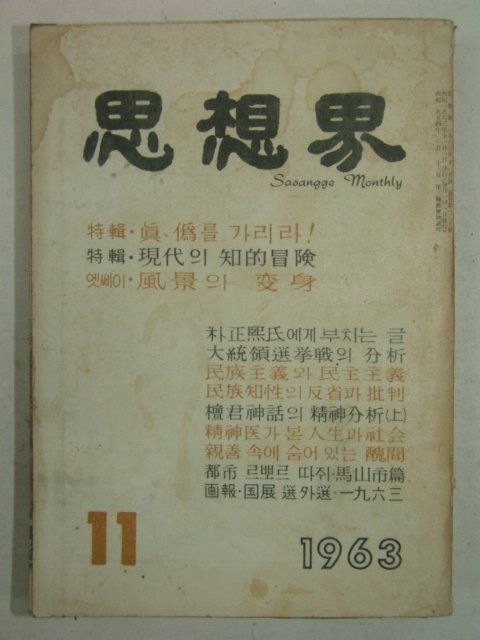 思想界
Sasangge Monthly
特輯·眞、僞를 가리라!
特輯·現代의 知的冒険
엣쎄이·風景의 変身
朴正熙氏에게 부치는 글
大統領選挙戦의 分析
民族主義와 民主主義
民族知性의 反省과 批判
檀君神話의 精神分析(上)
精神医가 본 人生과 社会
親善 속에 숨어 있는 醜聞
都市 르뽀르 따쥬·馬山市篇
画報·国展 選外選·一九六三
11
1963